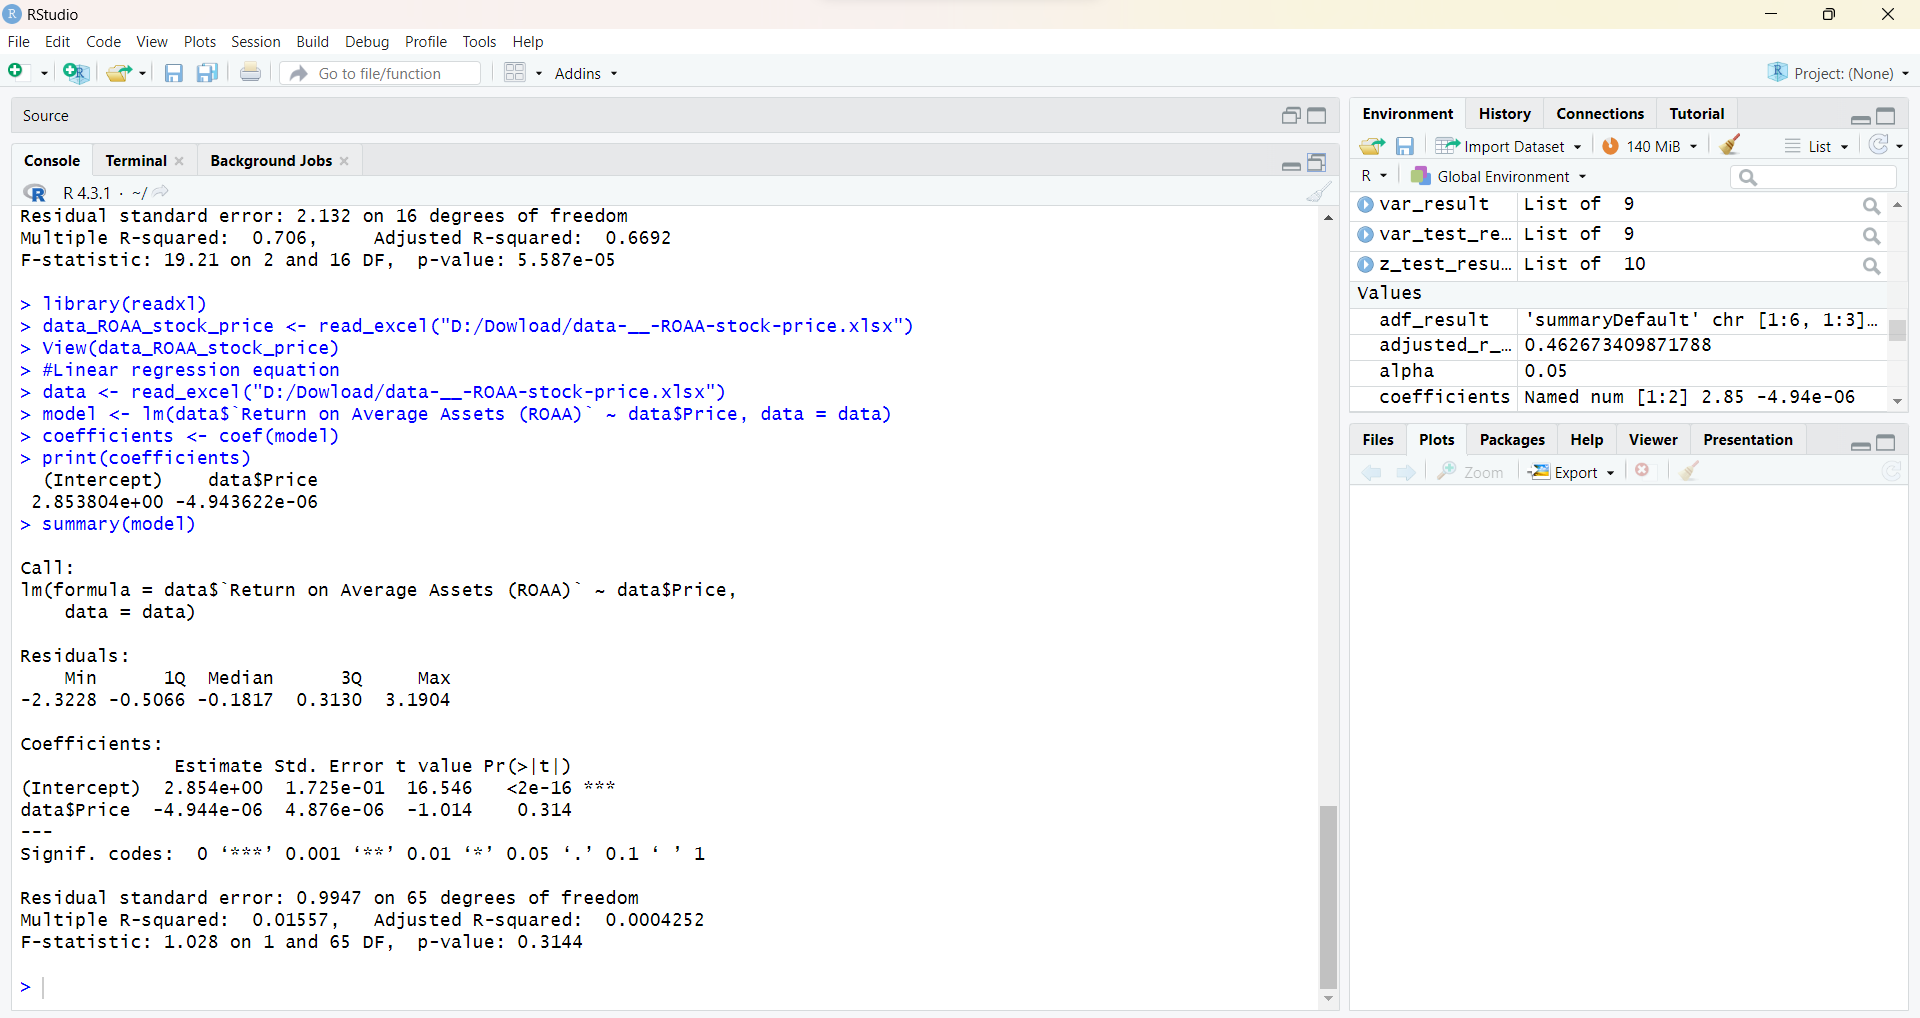 RStudio
File Edit Code View Plots Session Build Debug Profile Tools Help
Go to file/function Addins Project: (None)
Source
Console Terminal Background Jobs
R 4.3.1 · ~/
Residual standard error: 2.132 on 16 degrees of freedom
Multiple R-squared:  0.706,     Adjusted R-squared:  0.6692
F-statistic: 19.21 on 2 and 16 DF,  p-value: 5.587e-05
> library(readxl)
> data_ROAA_stock_price <- read_excel("D:/Dowload/data-__-ROAA-stock-price.xlsx")
> View(data_ROAA_stock_price)
> #Linear regression equation
> data <- read_excel("D:/Dowload/data-__-ROAA-stock-price.xlsx")
> model <- lm(data$`Return on Average Assets (ROAA)` ~ data$Price, data = data)
> coefficients <- coef(model)
> print(coefficients)
  (Intercept)    data$Price
 2.853804e+00 -4.943622e-06
> summary(model)
Call:
lm(formula = data$`Return on Average Assets (ROAA)` ~ data$Price,
    data = data)
Residuals:
    Min      1Q  Median      3Q     Max
-2.3228 -0.5066 -0.1817  0.3130  3.1904
Coefficients:
              Estimate Std. Error t value Pr(>|t|)
(Intercept)  2.854e+00  1.725e-01  16.546   <2e-16 ***
data$Price  -4.944e-06  4.876e-06  -1.014    0.314
---
Signif. codes:  0 ‘***’ 0.001 ‘**’ 0.01 ‘*’ 0.05 ‘.’ 0.1 ‘ ’ 1
Residual standard error: 0.9947 on 65 degrees of freedom
Multiple R-squared:  0.01557,   Adjusted R-squared:  0.0004252
F-statistic: 1.028 on 1 and 65 DF,  p-value: 0.3144
>
Environment History Connections Tutorial
Import Dataset 140 MiB List
R Global Environment
var_result List of  9
var_test_re… List of  9
z_test_resu… List of  10
Values
adf_result 'summaryDefault' chr [1:6, 1:3]…
adjusted_r_… 0.462673409871788
alpha 0.05
coefficients Named num [1:2] 2.85 -4.94e-06
Files Plots Packages Help Viewer Presentation
Zoom Export